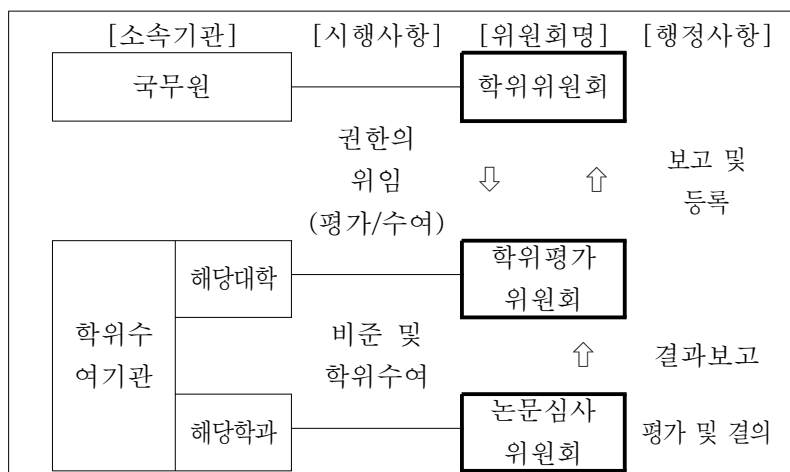 [소속기관] [시행사항] [위원회명] [행정사항]
국무원 학위위원회
권한의
위임
(평가/수여)
⇩ ⇧
보고 및
등록
해당대학
학위평가
위원회
학위수
여기관
비준 및
학위수여
⇧
결과보고
해당학과
논문심사
위원회
평가 및 결의